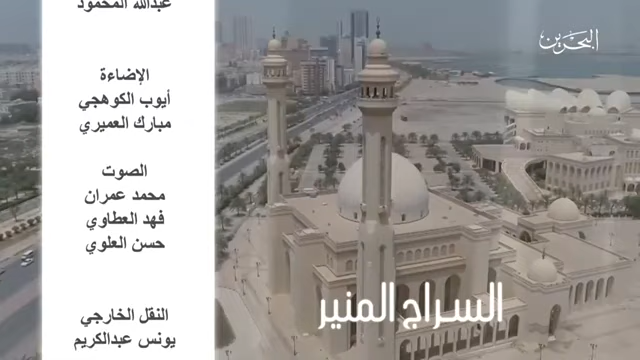 عبدالله المحمود
الإضاءة
أيوب الكوهجي
مبارك العميري
الصوت
محمد عمران
فهد العطاوي
حسن العلوي
النقل الخارجي
يونس عبدالكريم
البحرين
السراج المنير